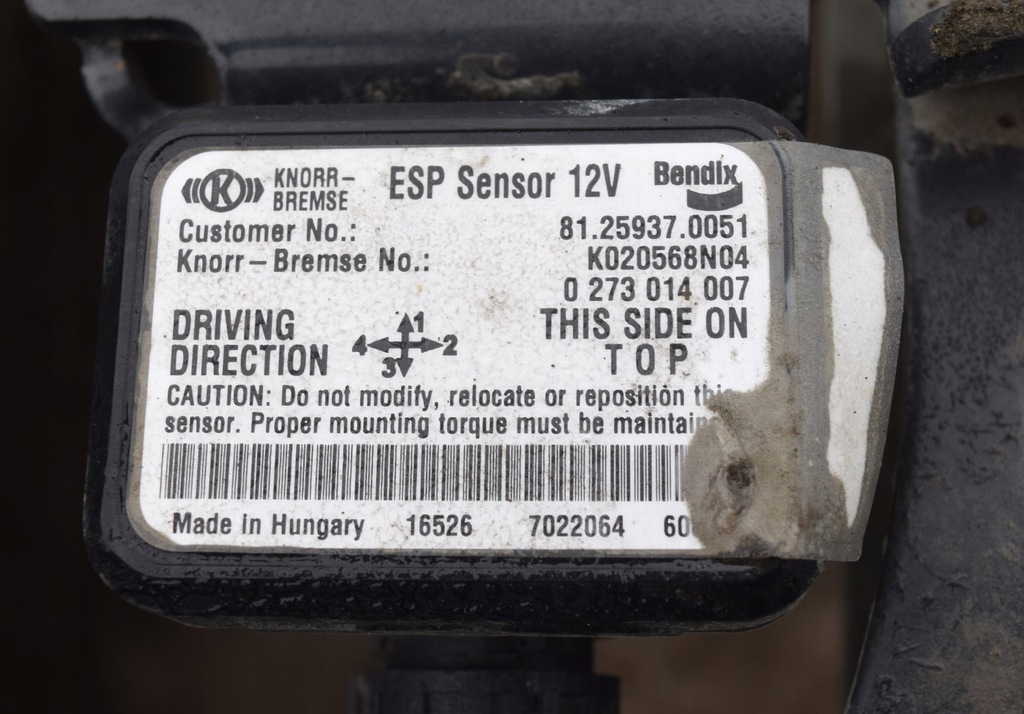 K KNORR-
BREMSE
ESP Sensor 12V
Bendix
Customer No.: 81.25937.0051
Knorr-Bremse No.: K020568N04
0 273 014 007
DRIVING
DIRECTION
1
4 2
3
THIS SIDE ON
TOP
CAUTION: Do not modify, relocate or reposition
sensor. Proper mounting torque must be
Made in Hungary 16526 7022064